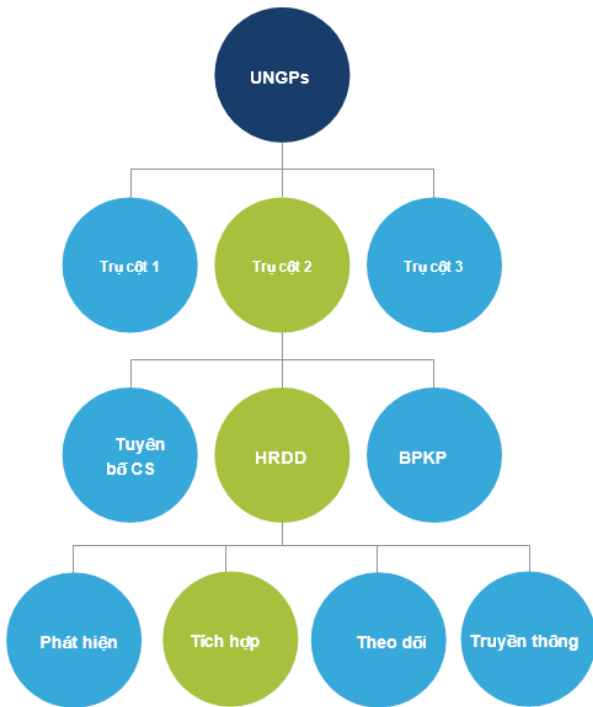 UNGPs
Trụ cột 1
Trụ cột 2
Trụ cột 3
Tuyên
bố CS
HRDD
BPKP
Phát hiện
Tích hợp
Theo dõi
Truyền thông